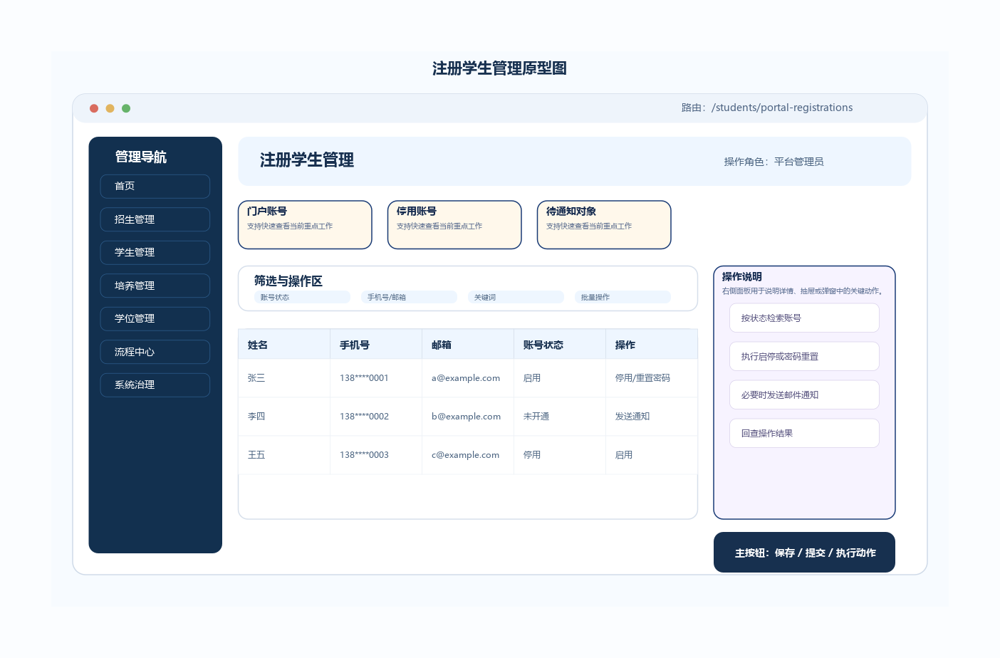 注册学生管理原型图
路由：/students/portal-registrations
管理导航
首页
招生管理
学生管理
培养管理
学位管理
流程中心
系统治理
注册学生管理
操作角色：平台管理员
门户账号
支持快速查看当前重点工作
停用账号
支持快速查看当前重点工作
待通知对象
支持快速查看当前重点工作
筛选与操作区
账号状态 手机号/邮箱 关键词 批量操作
姓名 手机号 邮箱 账号状态 操作
张三 138****0001 a@example.com 启用 停用/重置密码
李四 138****0002 b@example.com 未开通 发送通知
王五 138****0003 c@example.com 停用 启用
操作说明
右侧面板用于说明详情、抽屉或弹窗中的关键动作。
按状态检索账号
执行启停或密码重置
必要时发送邮件通知
回查操作结果
主按钮：保存 / 提交 / 执行动作